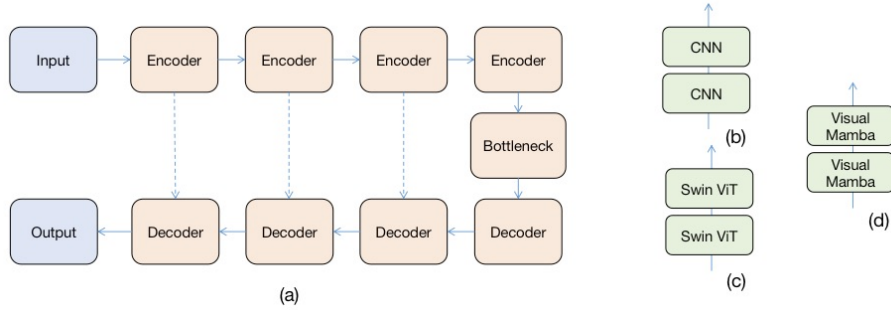 Input
Encoder
Encoder
Encoder
Encoder
Bottleneck
Output
Decoder
Decoder
Decoder
Decoder
(a)
CNN
CNN
(b)
Swin ViT
Swin ViT
(c)
Visual
Mamba
Visual
Mamba
(d)